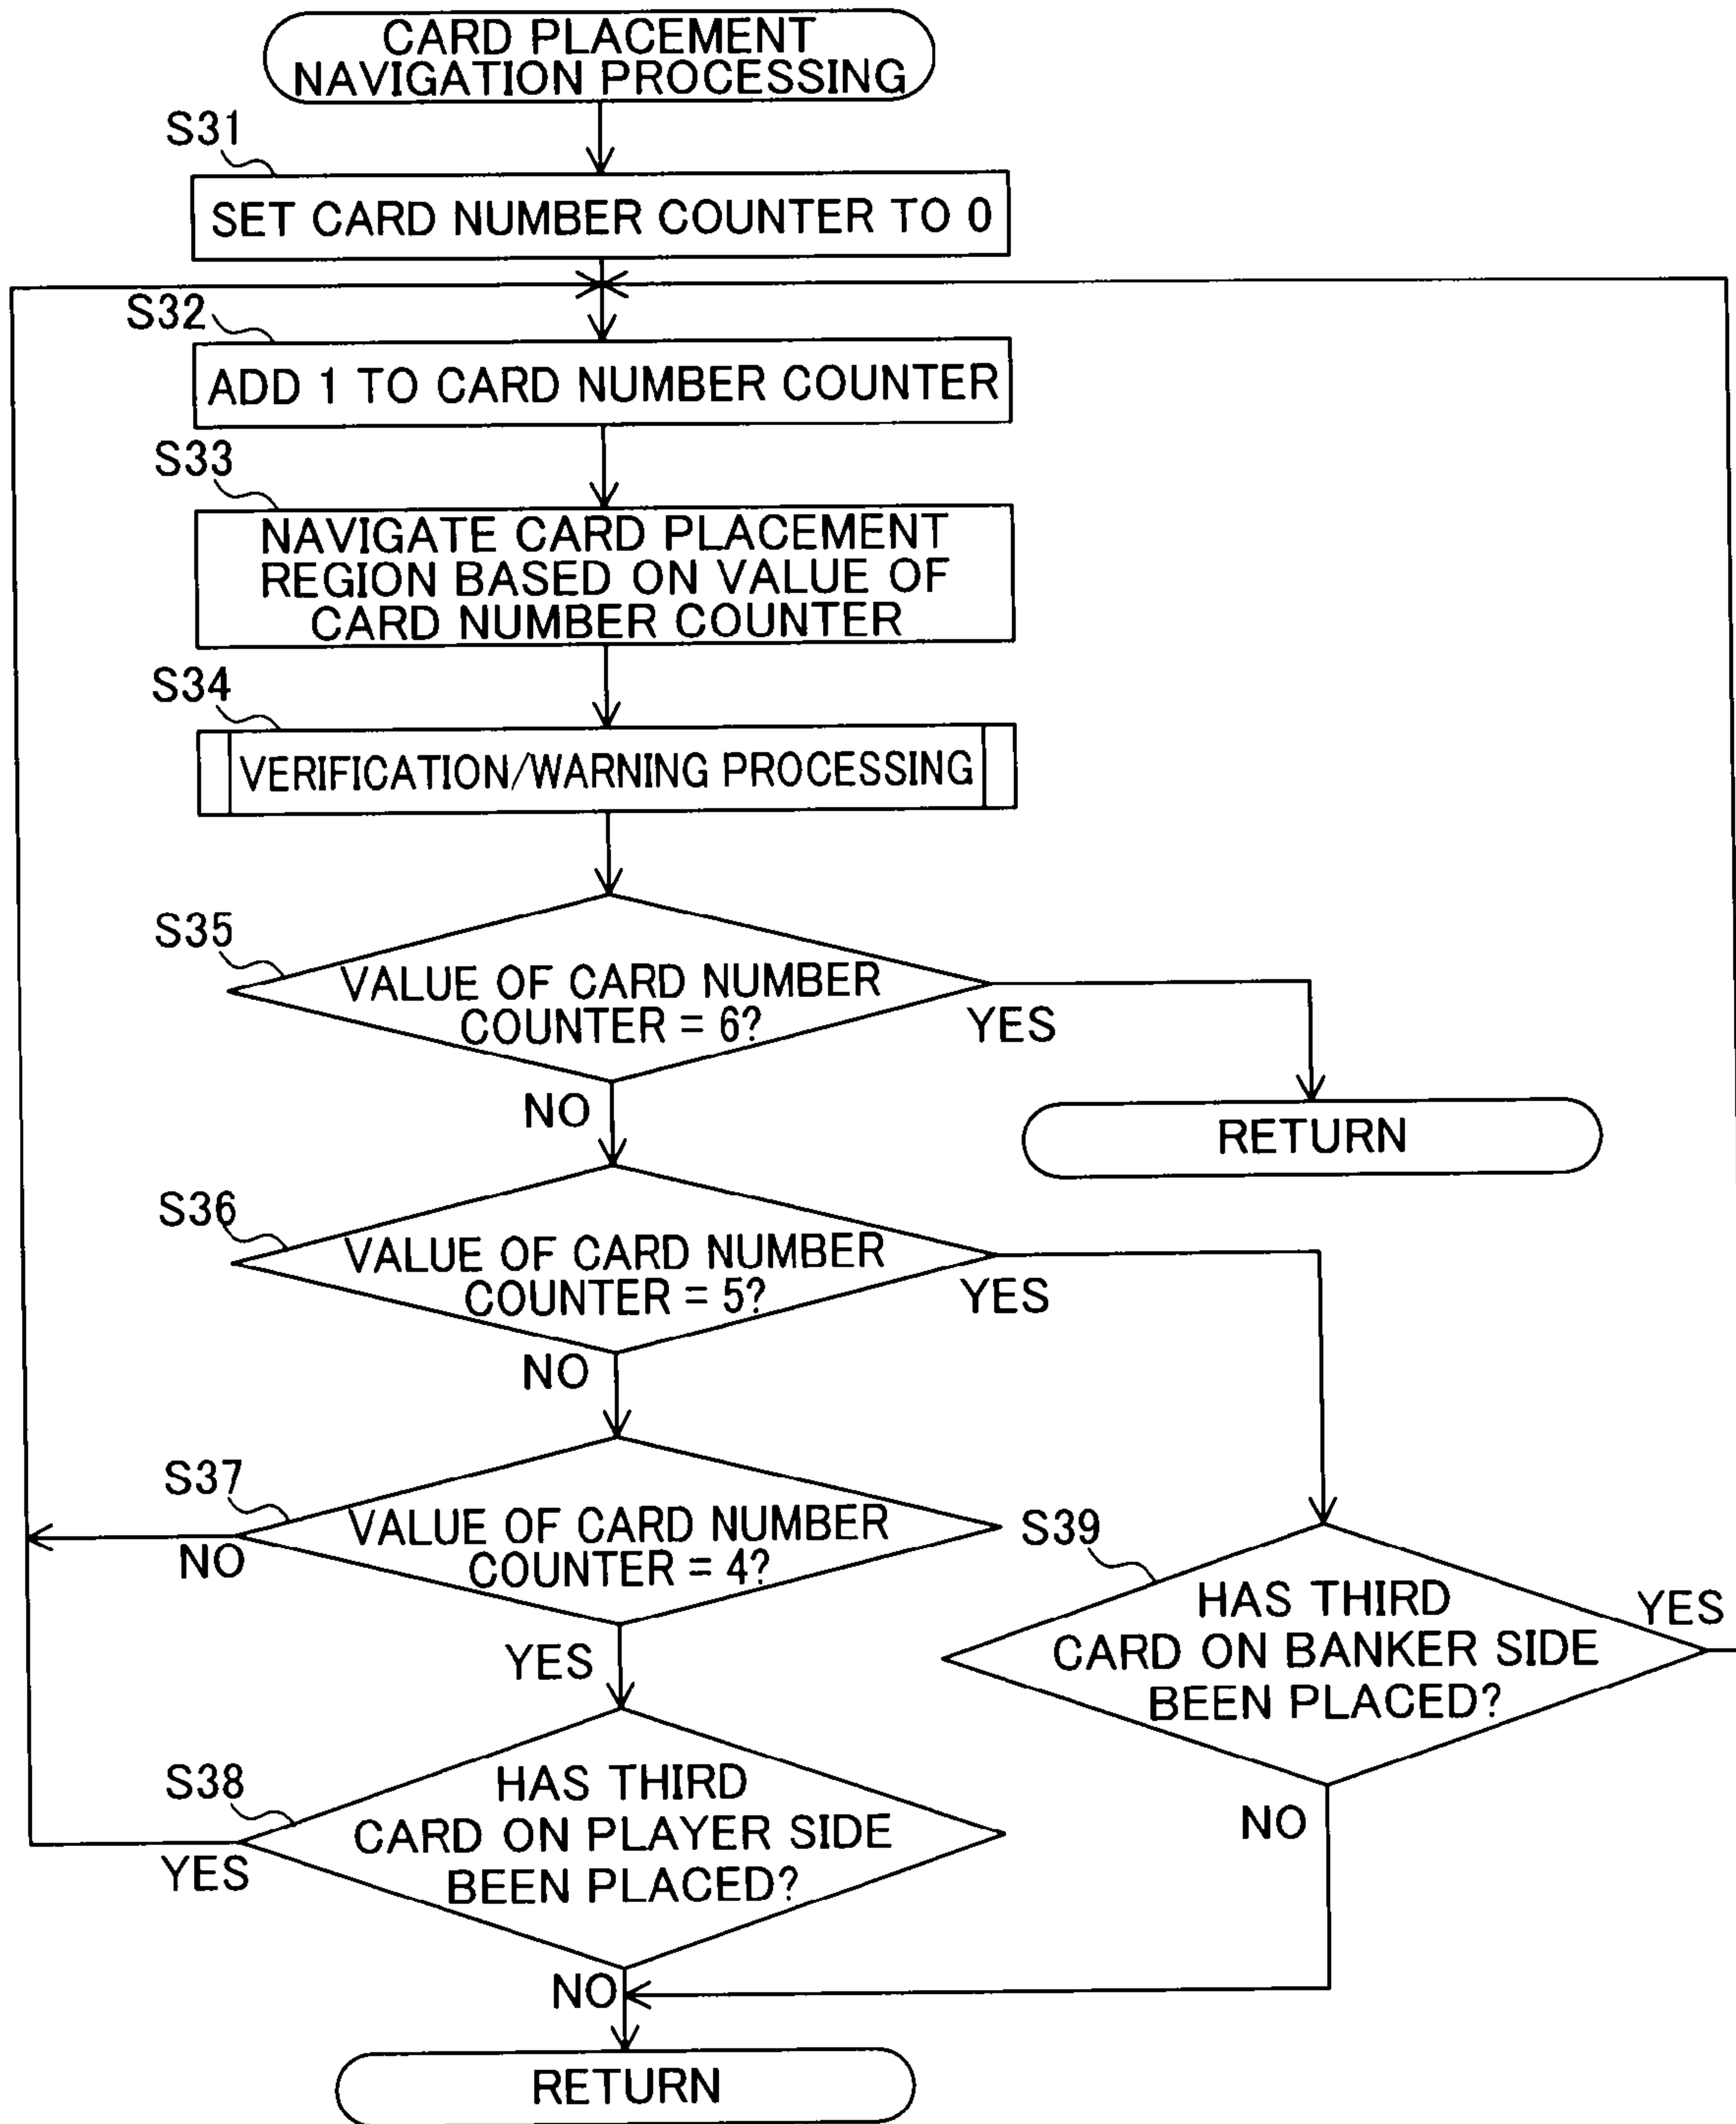 CARD PLACEMENT
NAVIGATION PROCESSING
S31
SET CARD NUMBER COUNTER TO 0
S32
ADD 1 TO CARD NUMBER COUNTER
S33
NAVIGATE CARD PLACEMENT
REGION BASED ON VALUE OF
CARD NUMBER COUNTER
S34
VERIFICATION/WARNING PROCESSING
S35
VALUE OF CARD NUMBER
COUNTER = 6?
YES
NO
RETURN
S36
VALUE OF CARD NUMBER
COUNTER = 5?
YES
NO
S37
VALUE OF CARD NUMBER
COUNTER = 4?
NO
YES
S39
HAS THIRD
CARD ON BANKER SIDE
BEEN PLACED?
YES
NO
S38
HAS THIRD
CARD ON PLAYER SIDE
BEEN PLACED?
YES
NO
RETURN